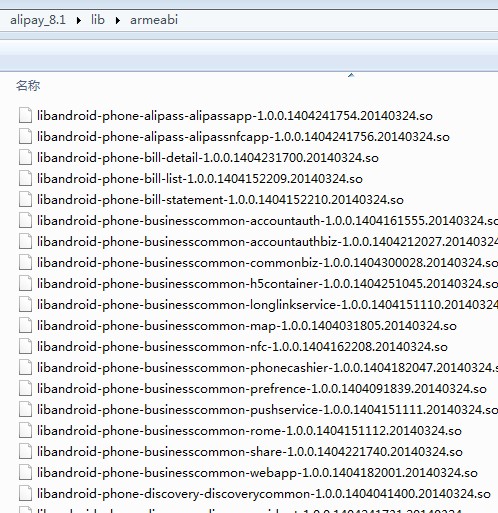 alipay_8.1 ▸ lib ▸ armeabi
名称
libandroid-phone-alipass-alipassapp-1.0.0.1404241754.20140324.so
libandroid-phone-alipass-alipassnfcapp-1.0.0.1404241756.20140324.so
libandroid-phone-bill-detail-1.0.0.1404231700.20140324.so
libandroid-phone-bill-list-1.0.0.1404152209.20140324.so
libandroid-phone-bill-statement-1.0.0.1404152210.20140324.so
libandroid-phone-businesscommon-accountauth-1.0.0.1404161555.20140324.so
libandroid-phone-businesscommon-accountauthbiz-1.0.0.1404212027.20140324
libandroid-phone-businesscommon-commonbiz-1.0.0.1404300028.20140324.so
libandroid-phone-businesscommon-h5container-1.0.0.1404251045.20140324.so
libandroid-phone-businesscommon-longlinkservice-1.0.0.1404151110.20140324
libandroid-phone-businesscommon-map-1.0.0.1404031805.20140324.so
libandroid-phone-businesscommon-nfc-1.0.0.1404162208.20140324.so
libandroid-phone-businesscommon-phonecashier-1.0.0.1404182047.20140324.so
libandroid-phone-businesscommon-prefrence-1.0.0.1404091839.20140324.so
libandroid-phone-businesscommon-pushservice-1.0.0.1404151111.20140324.so
libandroid-phone-businesscommon-rome-1.0.0.1404151112.20140324.so
libandroid-phone-businesscommon-share-1.0.0.1404221740.20140324.so
libandroid-phone-businesscommon-webapp-1.0.0.1404182001.20140324.so
libandroid-phone-discovery-discoverycommon-1.0.0.1404041400.20140324.so